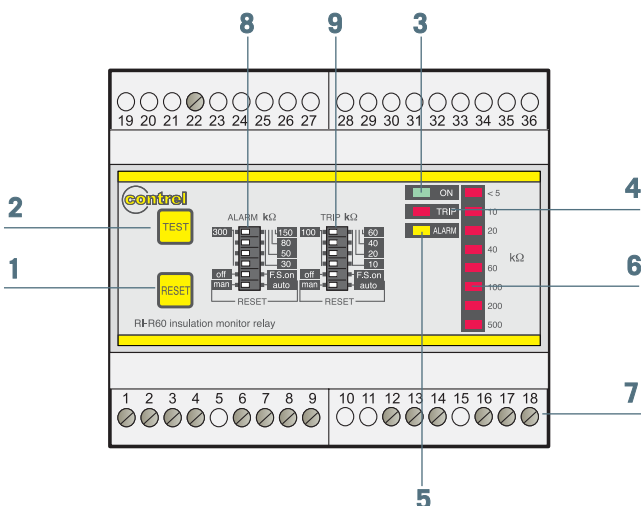 8 9 3
19 20 21 22 23 24 25 26 27 28 29 30 31 32 33 34 35 36
contrel
ON < 5
2 4
TRIP 10
TEST ALARM kΩ TRIP kΩ
300 150 100 60 ALARM 20
80 40
50 20 40
30 10 kΩ
off F.S.on off F.S.on 60
1 6
RESET man auto man auto 100
RESET RESET
200
RI-R60 insulation monitor relay 500
1 2 3 4 5 6 7 8 9 10 11 12 13 14 15 16 17 18 7
5